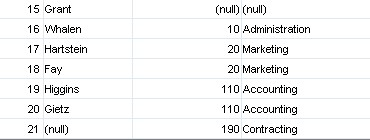 15 Grant (null) (null)
16 Whalen 10 Administration
17 Hartstein 20 Marketing
18 Fay 20 Marketing
19 Higgins 110 Accounting
20 Gietz 110 Accounting
21 (null) 190 Contracting